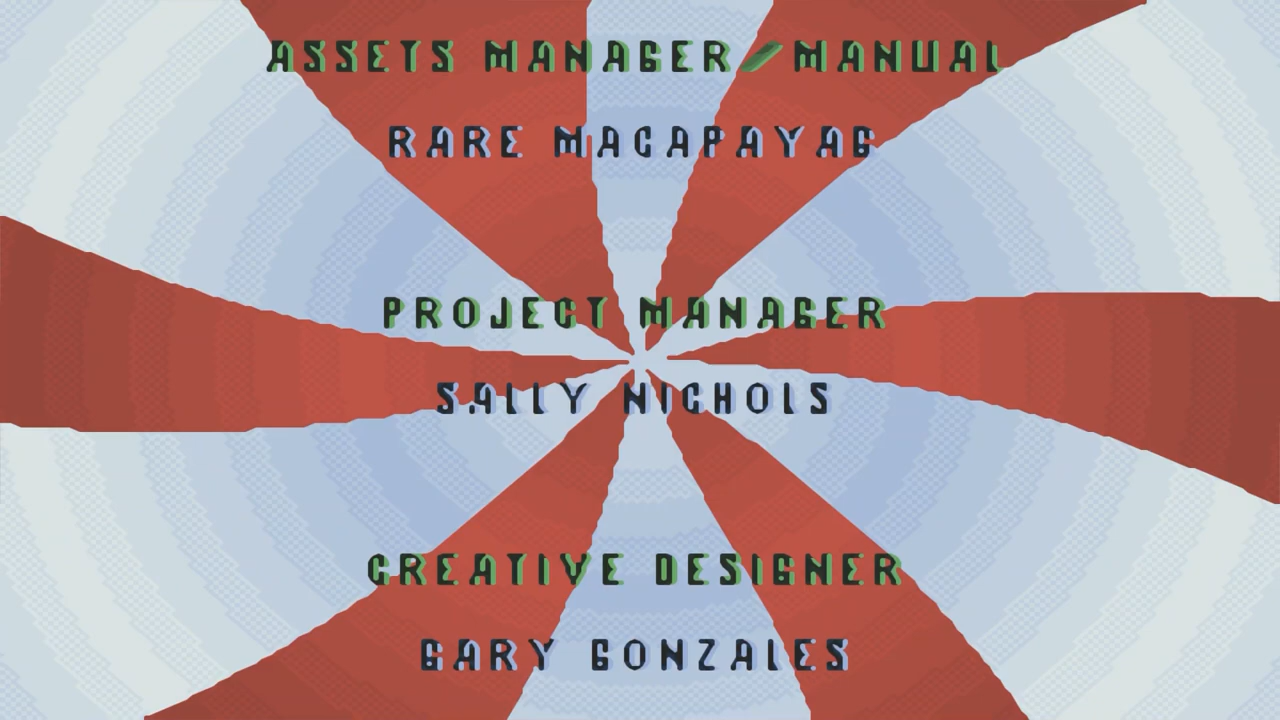 ASSETS MANAGER/MANUAL
RARE MACAPAYAG
PROJECT MANAGER
SALLY NICHOLS
CREATIVE DESIGNER
GARY GONZALES